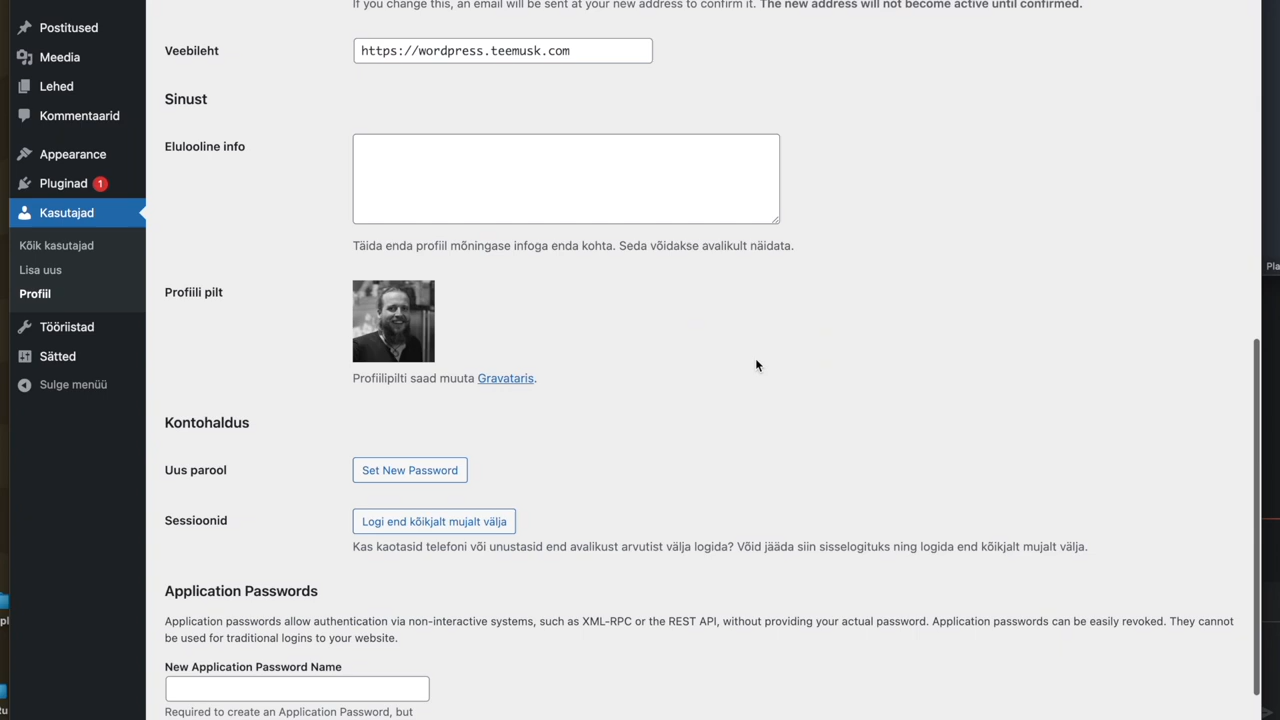 If you change this, an email will be sent at your new address to confirm it. The new address will not become active until confirmed.
Postitused
Meedia
Lehed
Kommentaarid
Appearance
Pluginad 1
Kasutajad
Kõik kasutajad
Lisa uus
Profiil
Tööriistad
Sätted
Sulge menüü
Veebileht
https://wordpress.teemusk.com
Sinust
Elulooline info
Täida enda profiil mõningase infoga enda kohta. Seda võidakse avalikult näidata.
Profiili pilt
Profiilipilti saad muuta Gravataris.
Kontohaldus
Uus parool
Set New Password
Sessioonid
Logi end kõikjalt mujalt välja
Kas kaotasid telefoni või unustasid end avalikust arvutist välja logida? Võid jääda siin sisselogituks ning logida end kõikjalt mujalt välja.
Application Passwords
Application passwords allow authentication via non-interactive systems, such as XML-RPC or the REST API, without providing your actual password. Application passwords can be easily revoked. They cannot
be used for traditional logins to your website.
New Application Password Name
Required to create an Application Password, but